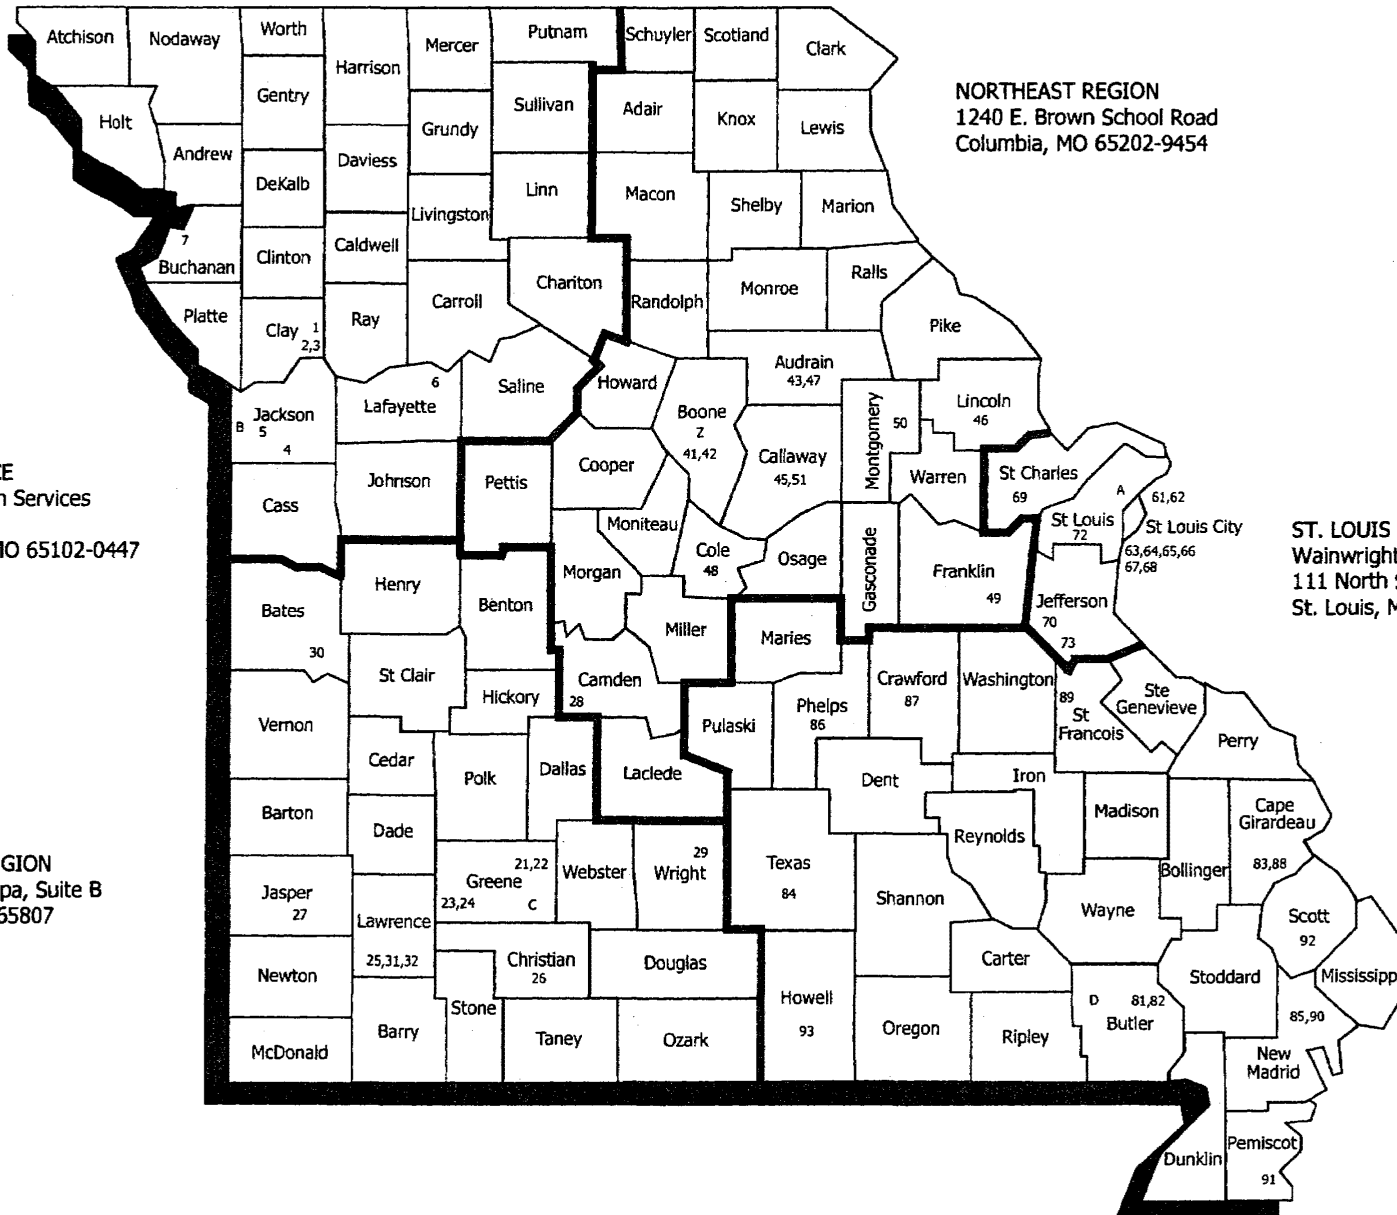 Atchison
Nodaway
Worth
Harrison
Mercer
Putnam
Schuyler
Scotland
Clark
Gentry
Holt
Andrew
DeKalb
Daviess
Grundy
Sullivan
Adair
Knox
Lewis
NORTHEAST REGION
1240 E. Brown School Road
Columbia, MO 65202-9454
Linn
Macon
Shelby
Marion
Livingston
7
Buchanan
Clinton
Caldwell
Chariton
Randolph
Monroe
Ralls
Platte
Clay
1
2,3
Ray
Carroll
Pike
6
Lafayette
Saline
Howard
Audrain
43,47
Jackson
B
5
4
Boone
Z
41,42
Montgomery
50
Lincoln
46
CE
n Services
MO 65102-0447
Cass
Johnson
Pettis
Cooper
Callaway
45,51
Warren
St Charles
69
A
61,62
Moniteau
St Louis
72
St Louis City
63,64,65,66
67,68
ST. LOUIS
Wainwright
111 North
St. Louis, M
Bates
30
Henry
Benton
Morgan
Cole
48
Osage
Gasconade
Franklin
49
Jefferson
70
73
Miller
Maries
St Clair
Hickory
Camden
28
Pulaski
Phelps
86
Crawford
87
Washington
89
St
Francois
Ste
Genevieve
Perry
Vernon
Cedar
Polk
Dallas
Laclede
Dent
Iron
Barton
Dade
Reynolds
Madison
Cape
Girardeau
83,88
GION
pa, Suite B
65807
Jasper
27
21,22
Greene
23,24
C
Webster
29
Wright
Texas
84
Shannon
Bollinger
Wayne
Scott
92
Lawrence
25,31,32
Newton
Christian
26
Douglas
Carter
Stoddard
Mississipp
Stone
Howell
93
D
81,82
Butler
85,90
McDonald
Barry
Taney
Ozark
Oregon
Ripley
New
Madrid
Dunklin
Pemiscot
91